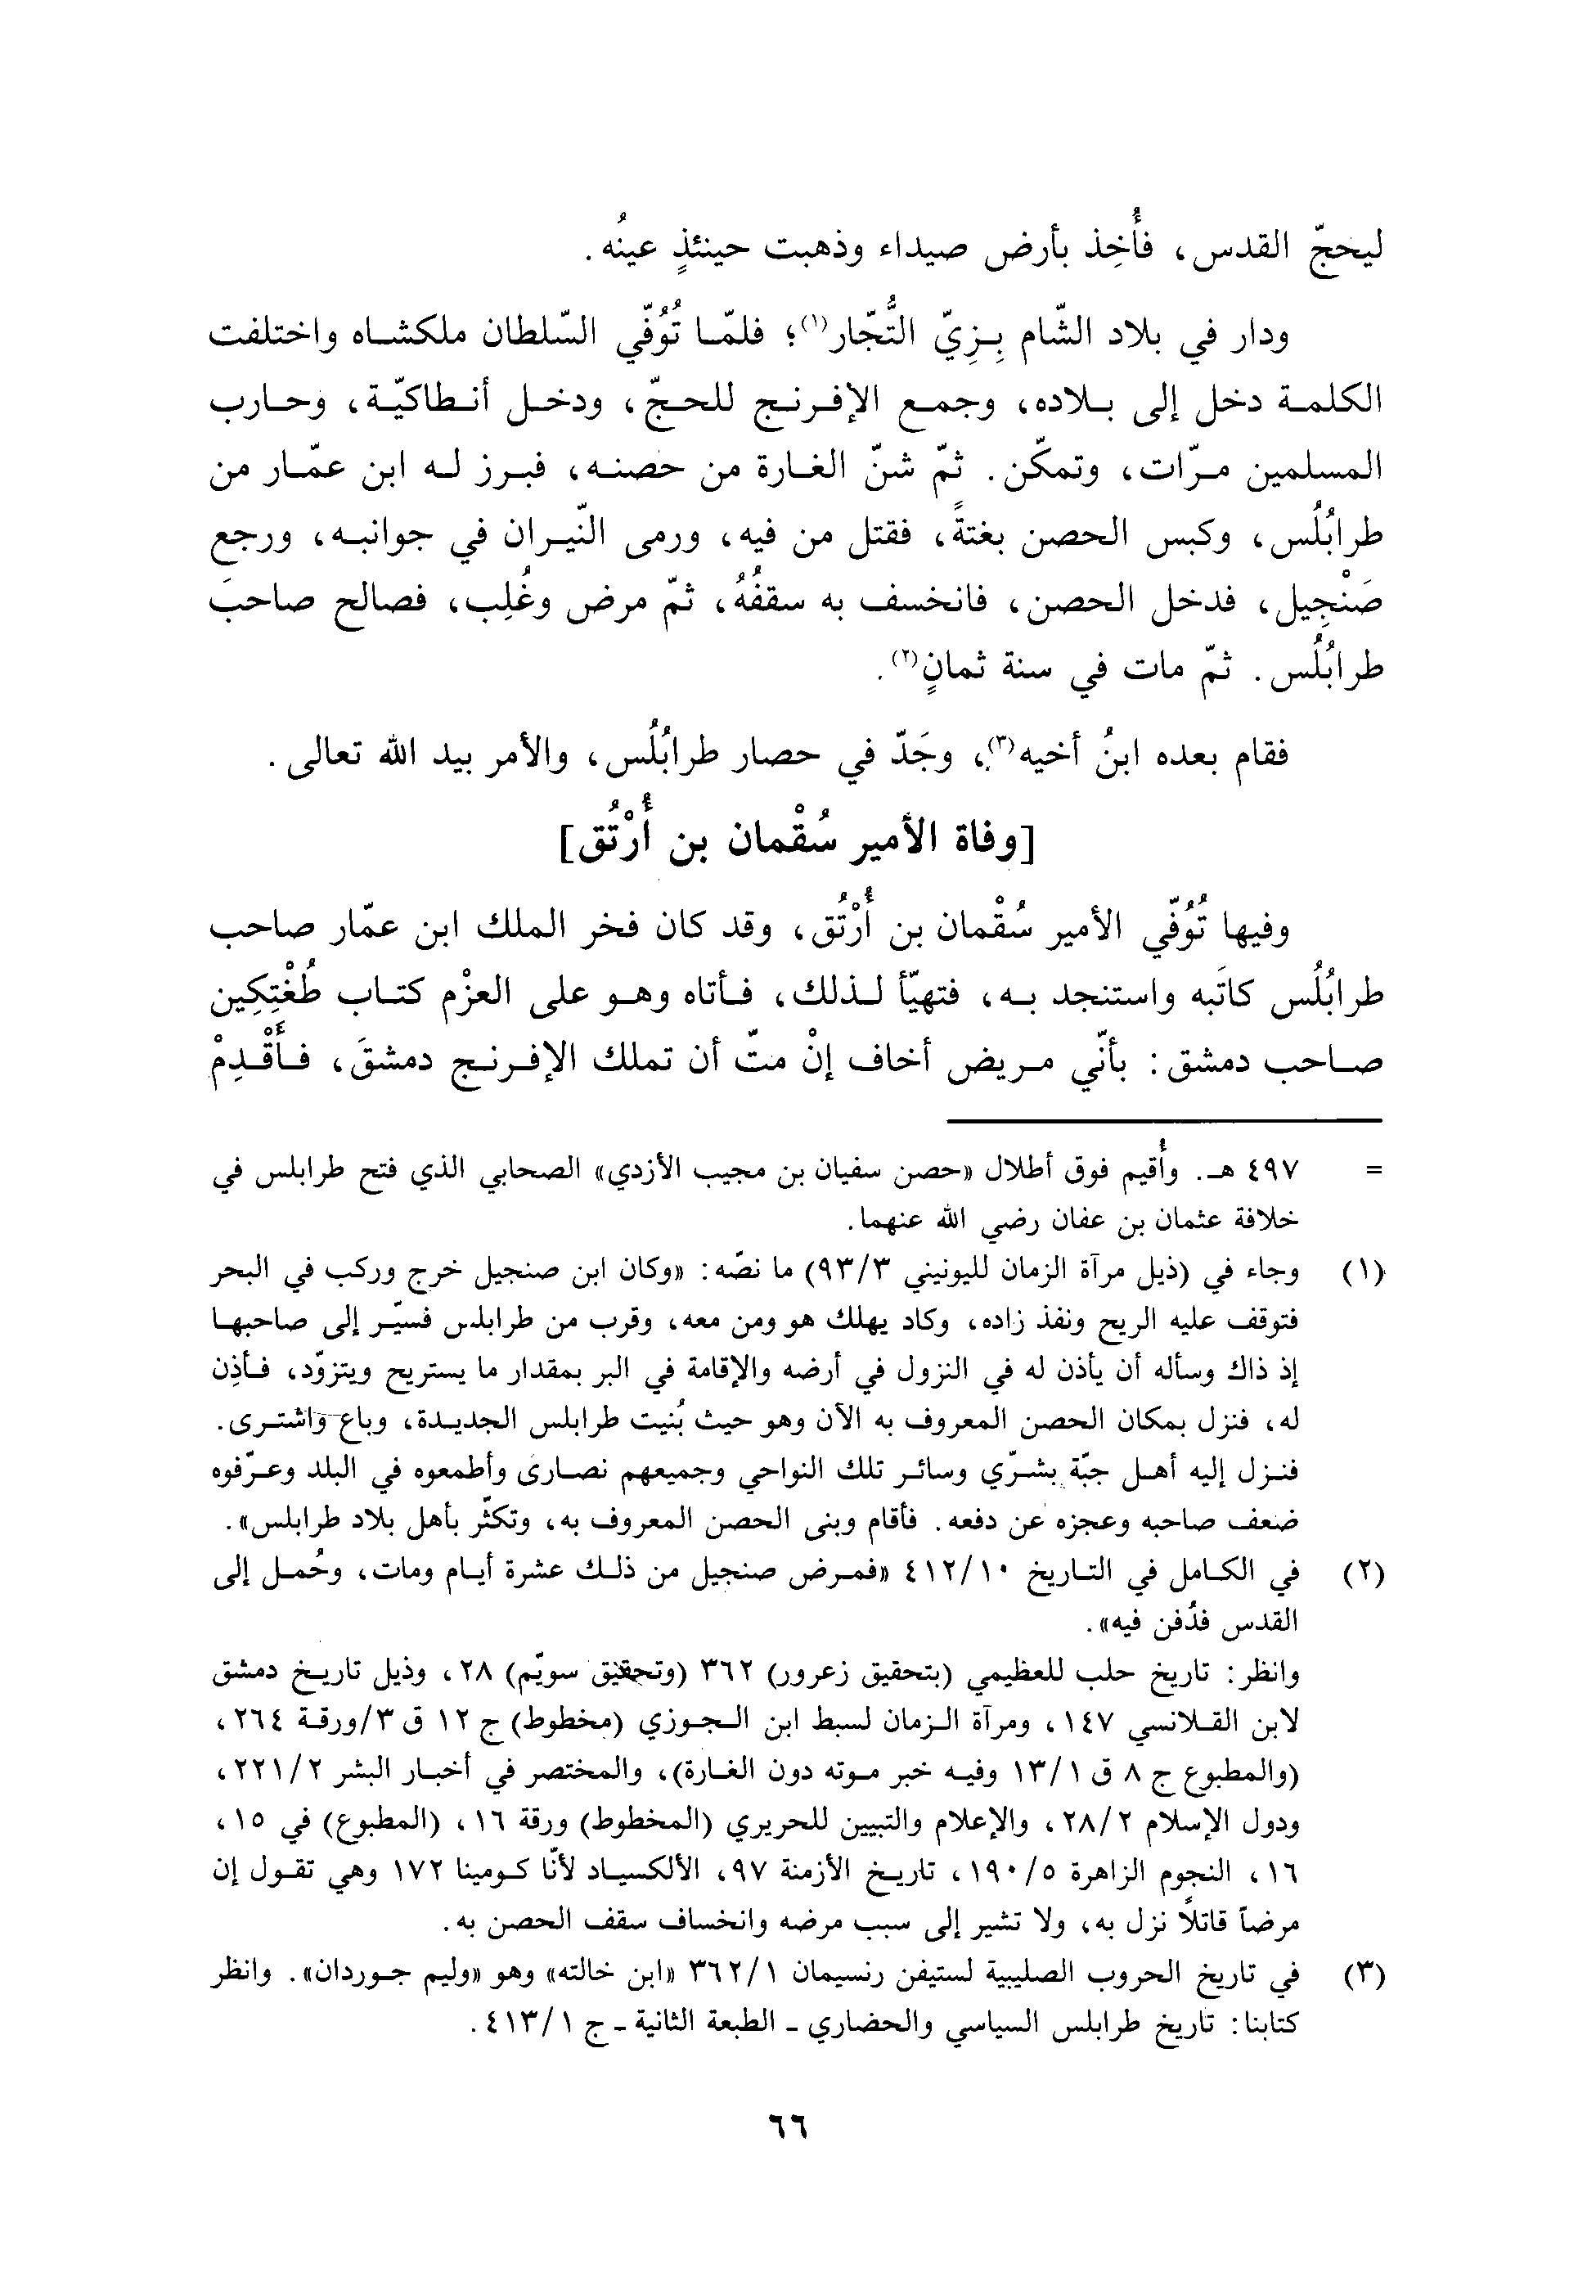 ليحجّ القدس، فأُخِذ بأرض صيداء وذهبت حينئذٍ عينُه.
ودار في بلاد الشّام بِزِيّ التُّجّار(١)؛ فلمّا تُوُفّي السّلطان ملكشاه واختلفت
الكلمة دخل إلى بلاده، وجمع الإفرنج للحجّ، ودخل أنطاكيّة، وحارب
المسلمين مرّات، وتمكّن. ثمّ شنّ الغارة من حصنه، فبرز له ابن عمّار من
طرابُلُس، وكبس الحصن بغتةً، فقتل من فيه، ورمى النّيران في جوانبه، ورجع
صَنْجِيل، فدخل الحصن، فانخسف به سقفُهُ، ثمّ مرض وغُلِب، فصالح صاحبَ
طرابُلُس. ثمّ مات في سنة ثمانٍ(٢).
فقام بعده ابنُ أخيه(٣)، وجَدّ في حصار طرابُلُس، والأمر بيد الله تعالى.
[وفاة الأمير سُقْمان بن أُرْتُق]
وفيها تُوُفّي الأمير سُقْمان بن أُرْتُق، وقد كان فخر الملك ابن عمّار صاحب
طرابُلُس كاتَبه واستنجد به، فتهيّأ لذلك، فأتاه وهو على العزْم كتاب طُغْتِكِين
صاحب دمشق: بأنّي مريض أخاف إنْ متّ أن تملك الإفرنج دمشقَ، فأَقْدِمْ
= ٤٩٧ هـ. وأُقيم فوق أطلال «حصن سفيان بن مجيب الأزدي» الصحابي الذي فتح طرابلس في
خلافة عثمان بن عفان رضي الله عنهما.
(١) وجاء في (ذيل مرآة الزمان لليونيني ٩٣/٣) ما نصّه: «وكان ابن صنجيل خرج وركب في البحر
فتوقف عليه الريح ونفذ زاده، وكاد يهلك هو ومن معه، وقرب من طرابلس فسيّر إلى صاحبها
إذ ذاك وسأله أن يأذن له في النزول في أرضه والإقامة في البر بمقدار ما يستريح ويتزوّد، فأذِن
له، فنزل بمكان الحصن المعروف به الآن وهو حيث بُنيت طرابلس الجديدة، وباع واشترى.
فنزل إليه أهل جبّة بشرّي وسائر تلك النواحي وجميعهم نصارى وأطمعوه في البلد وعرّفوه
ضعف صاحبه وعجزه عن دفعه. فأقام وبنى الحصن المعروف به، وتكثّر بأهل بلاد طرابلس».
(٢) في الكامل في التاريخ ٤١٢/١٠ «فمرض صنجيل من ذلك عشرة أيام ومات، وحُمل إلى
القدس فدُفن فيه».
وانظر: تاريخ حلب للعظيمي (بتحقيق زعرور) ٣٦٢ (وتحقيق سويّم) ٢٨، وذيل تاريخ دمشق
لابن القلانسي ١٤٧، ومرآة الزمان لسبط ابن الجوزي (مخطوط) ج ١٢ ق ٣/ورقة ٢٦٤،
(والمطبوع ج ٨ ق ١٣/١ وفيه خبر موته دون الغارة)، والمختصر في أخبار البشر ٢٢١/٢،
ودول الإسلام ٢٨/٢، والإعلام والتبيين للحريري (المخطوط) ورقة ١٦، (المطبوع) في ١٥،
١٦، النجوم الزاهرة ١٩٠/٥، تاريخ الأزمنة ٩٧، الألكسياد لأنّا كومينا ١٧٢ وهي تقول إن
مرضاً قاتلاً نزل به، ولا تشير إلى سبب مرضه وانخساف سقف الحصن به.
(٣) في تاريخ الحروب الصليبية لستيفن رنسيمان ٣٦٢/١ «ابن خالته» وهو «وليم جوردان». وانظر
كتابنا: تاريخ طرابلس السياسي والحضاري - الطبعة الثانية - ج ٤١٣/١.
٦٦